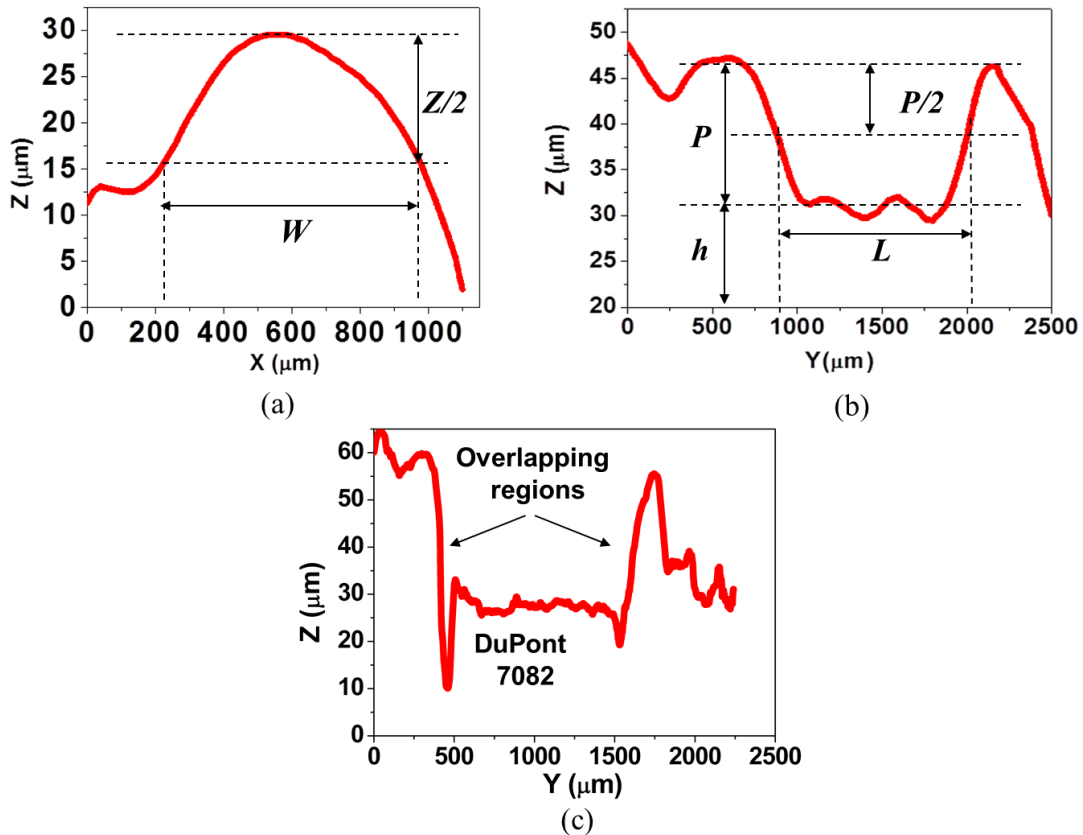 30
25
20
15
10
5
0
Z (μm)
Z/2
W
0 200 400 600 800 1000
X (μm)
(a)
50
45
40
35
30
25
20
Z (μm)
P
P/2
h
L
0 500 1000 1500 2000 2500
Y(μm)
(b)
60
50
40
30
20
10
0
Z (μm)
Overlapping
regions
DuPont
7082
0 500 1000 1500 2000 2500
Y (μm)
(c)